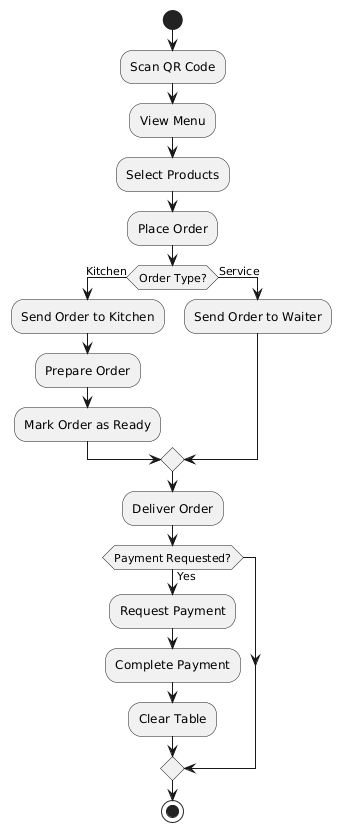 Scan QR Code
View Menu
Select Products
Place Order
Order Type?
Kitchen
Service
Send Order to Kitchen
Send Order to Waiter
Prepare Order
Mark Order as Ready
Deliver Order
Payment Requested?
Yes
Request Payment
Complete Payment
Clear Table